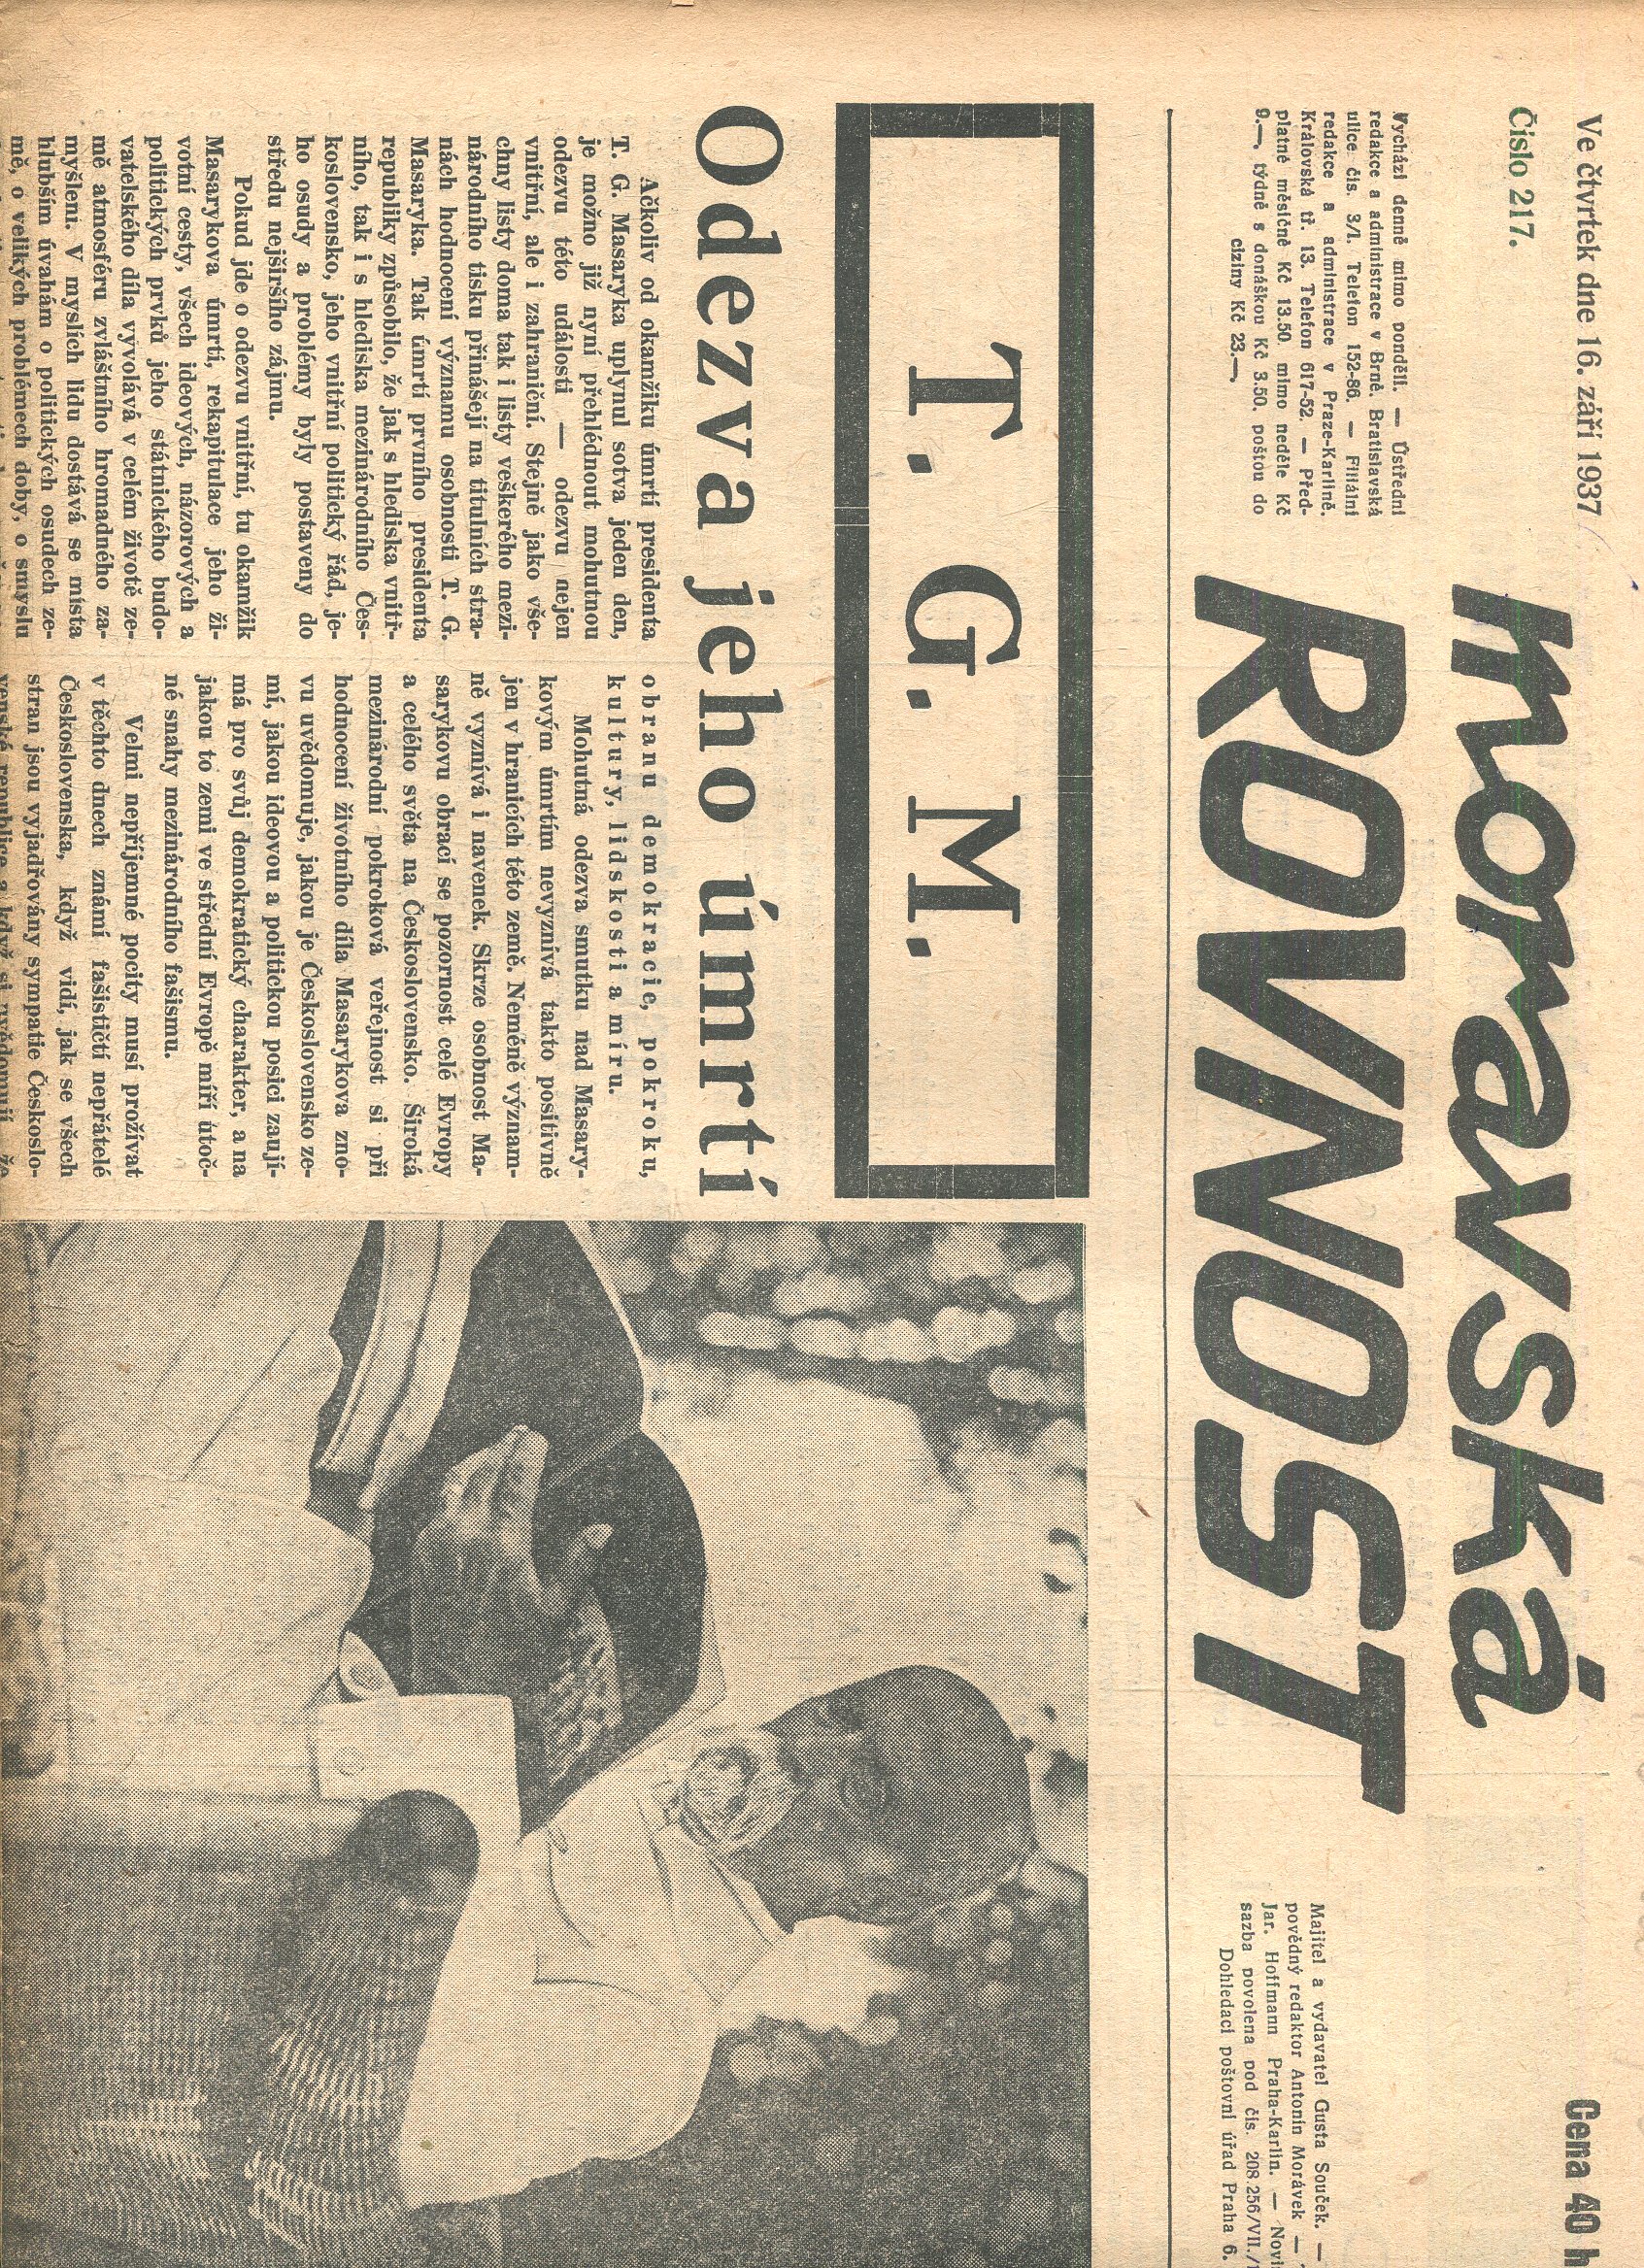 Ve čtvrtek dne 16. září 1937
Číslo 217.
Vychází denně mimo pondělí. — Ústřední
redakce a administrace v Brně, Bratislavská
ulice čís. 3/I. Telefon 152-86. — Filiální
redakce a administrace v Praze-Karlíně,
Královská tř. 13. Telefon 617-52. — Před-
platné měsíčně Kč 13.50, mimo neděle Kč
9.—, týdně s donáškou Kč 3.50, poštou do
ciziny Kč 23.—,
Moravská
ROVNOST
Cena 40 h
Majitel a vydavatel Gusta Souček. —
povědný redaktor Antonín Morávek —
Jar. Hoffmann Praha-Karlín. — Novi
sazba povolena pod čís. 208.256/VII./1
Dohledací poštovní úřad Praha 6.
T. G. M.
Odezva jeho úmrtí
Ačkoliv od okamžiku úmrtí presidenta
T. G. Masaryka uplynul sotva jeden den,
je možno již nyní přehlédnout mohutnou
odezvu této události — odezvu nejen
vnitřní, ale i zahraniční. Stejně jako vše-
chny listy doma tak i listy veškerého mezi-
národního tisku přinášejí na titulních stra-
nách hodnocení významu osobnosti T. G.
Masaryka. Tak úmrtí prvního presidenta
republiky způsobilo, že jak s hlediska vnitř-
ního, tak i s hlediska mezinárodního Čes-
koslovensko, jeho vnitřní politický řád, je-
ho osudy a problémy byly postaveny do
středu nejširšího zájmu.
Pokud jde o odezvu vnitřní, tu okamžik
Masarykova úmrtí, rekapitulace jeho ži-
votní cesty, všech ideových, názorových a
politických prvků jeho státnického budo-
vatelského díla vyvolává v celém životě ze-
mě atmosféru zvláštního hromadného za-
myšlení. V myslích lidu dostává se místa
hlubším úvahám o politických osudech ze-
mě, o velikých problémech doby, o smyslu
obranu demokracie, pokroku,
kultury, lidskosti a míru.
Mohutná odezva smutku nad Masary-
kovým úmrtím nevyznívá takto positivně
jen v hranicích této země. Neméně význam-
ně vyznívá i navenek. Skrze osobnost Ma-
sarykovu obrací se pozornost celé Evropy
a celého světa na Československo. Široká
mezinárodní pokroková veřejnost si při
hodnocení životního díla Masarykova zno-
vu uvědomuje, jakou je Československo ze-
mí, jakou ideovou a politickou posici zaují-
má pro svůj demokratický charakter, a na
jakou to zemi ve střední Evropě míří útoč-
né snahy mezinárodního fašismu.
Velmi nepříjemné pocity musí prožívat
v těchto dnech známí fašističtí nepřátelé
Československa, když vidí, jak se všech
stran jsou vyjadřovány sympatie Českoslo-
venské republice a když si uvědomují, že